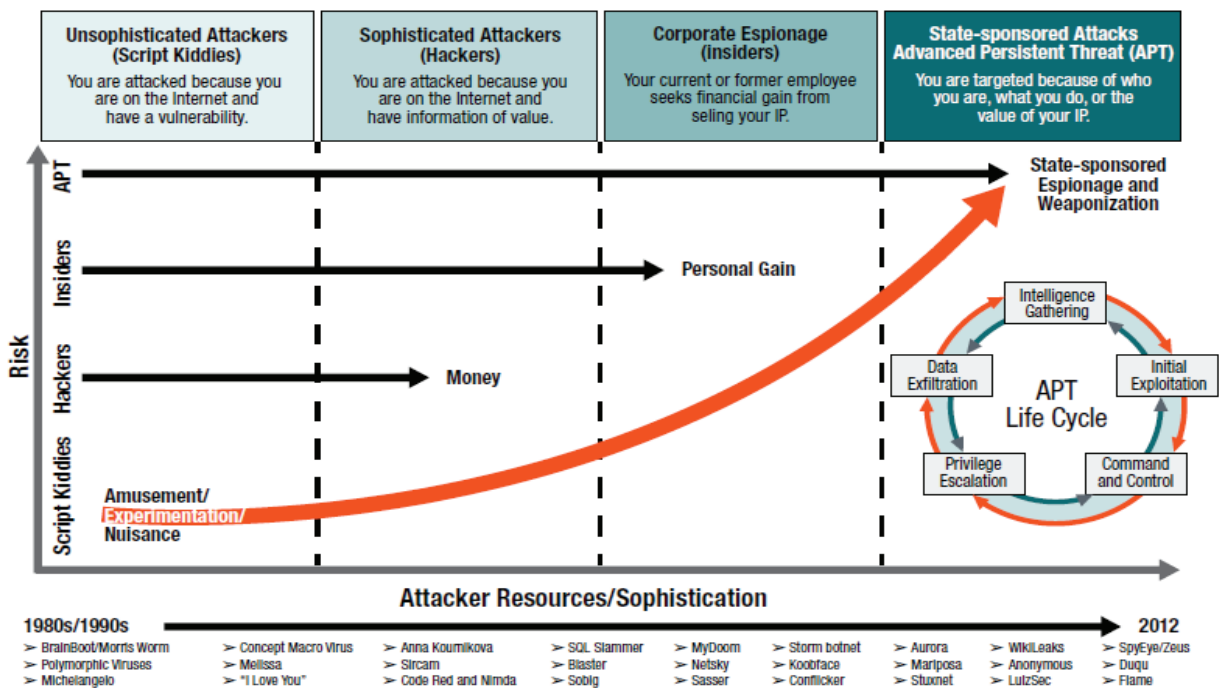 Unsophisticated Attackers
(Script Kiddies)
You are attacked because you
are on the Internet and
have a vulnerability.
Sophisticated Attackers
(Hackers)
You are attacked because you
are on the Internet and
have information of value.
Corporate Espionage
(insiders)
Your current or former employee
seeks financial gain from
seling your IP.
State-sponsored Attacks
Advanced Persistent Threat (APT)
You are targeted because of who
you are, what you do, or the
value of your IP.
Risk
APT
State-sponsored
Espionage and
Weaponization
Insiders
Personal Gain
Hackers
Money
Script Kiddies
Amusement/
Experimentation/
Nuisance
Intelligence
Gathering
Data
Exfiltration
Initial
Exploitation
APT
Life Cycle
Privilege
Escalation
Command
and Control
Attacker Resources/Sophistication
1980s/1990s
2012
➢ BrainBoot/Morris Worm
➢ Polymorphic Viruses
➢ Michelangelo
➢ Concept Macro Virus
➢ Melissa
➢ "I Love You"
➢ Anna Kournikova
➢ Sircam
➢ Code Red and Nimda
➢ SQL Slammer
➢ Blaster
➢ Sobig
➢ MyDoom
➢ Netsky
➢ Sasser
➢ Storm botnet
➢ Koobface
➢ Conflicker
➢ Aurora
➢ Mariposa
➢ Stuxnet
➢ WikiLeaks
➢ Anonymous
➢ LulzSec
➢ SpyEye/Zeus
➢ Duqu
➢ Flame